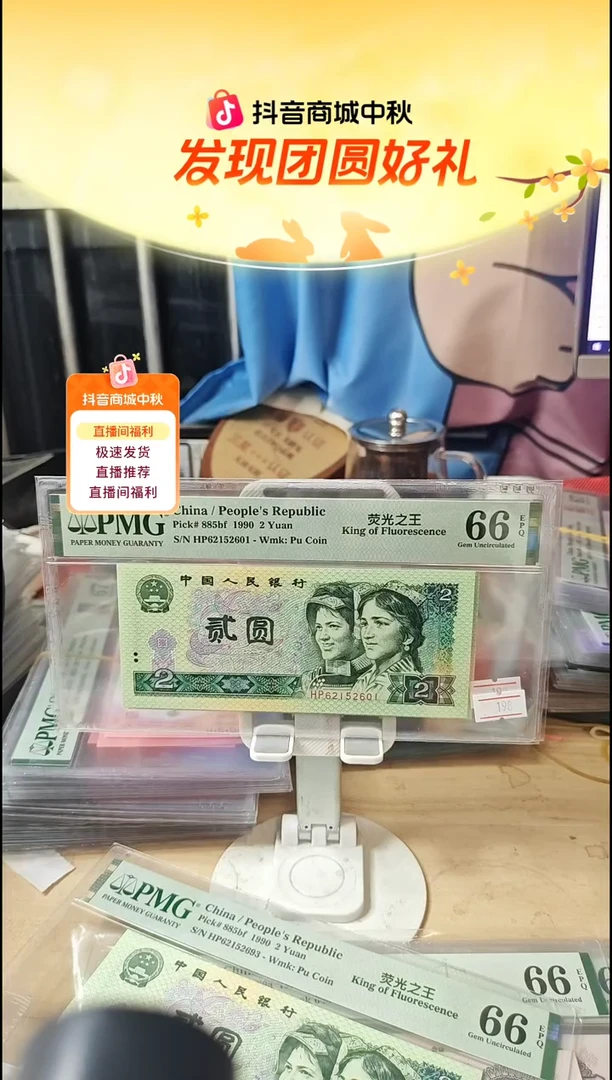 抖音商城中秋
发现团圆好礼
抖音商城中秋
直播间福利
极速发货
直播推荐
直播间福利
PMG
PAPER MONEY GUARANTY
China / People's Republic
Pick# 885bf 1990 2 Yuan
S/N HP62152601 - Wmk: Pu Coin
荧光之王
King of Fluorescence
66
EPQ
Gem Uncirculated
中国人民银行
贰圆
2
2
2
HP62152601
198
PMG
PMG
PAPER MONEY GUARANTY
China / People's Republic
Pick# 885bf 1990 2 Yuan
S/N HP62152693 - Wmk: Pu Coin
荧光之王
King of Fluorescence
66
EPQ
Gem Uncirculated
66
EPQ
中国人民银行